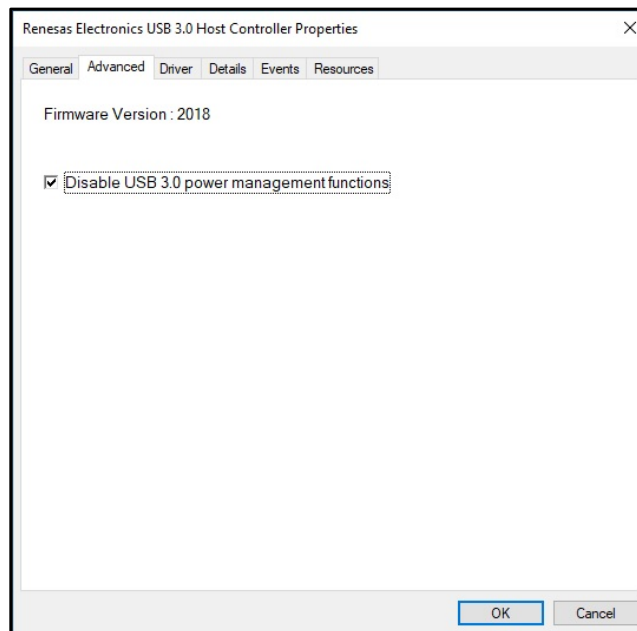 Renesas Electronics USB 3.0 Host Controller Properties
General Advanced Driver Details Events Resources
Firmware Version : 2018
Disable USB 3.0 power management functions
OK Cancel